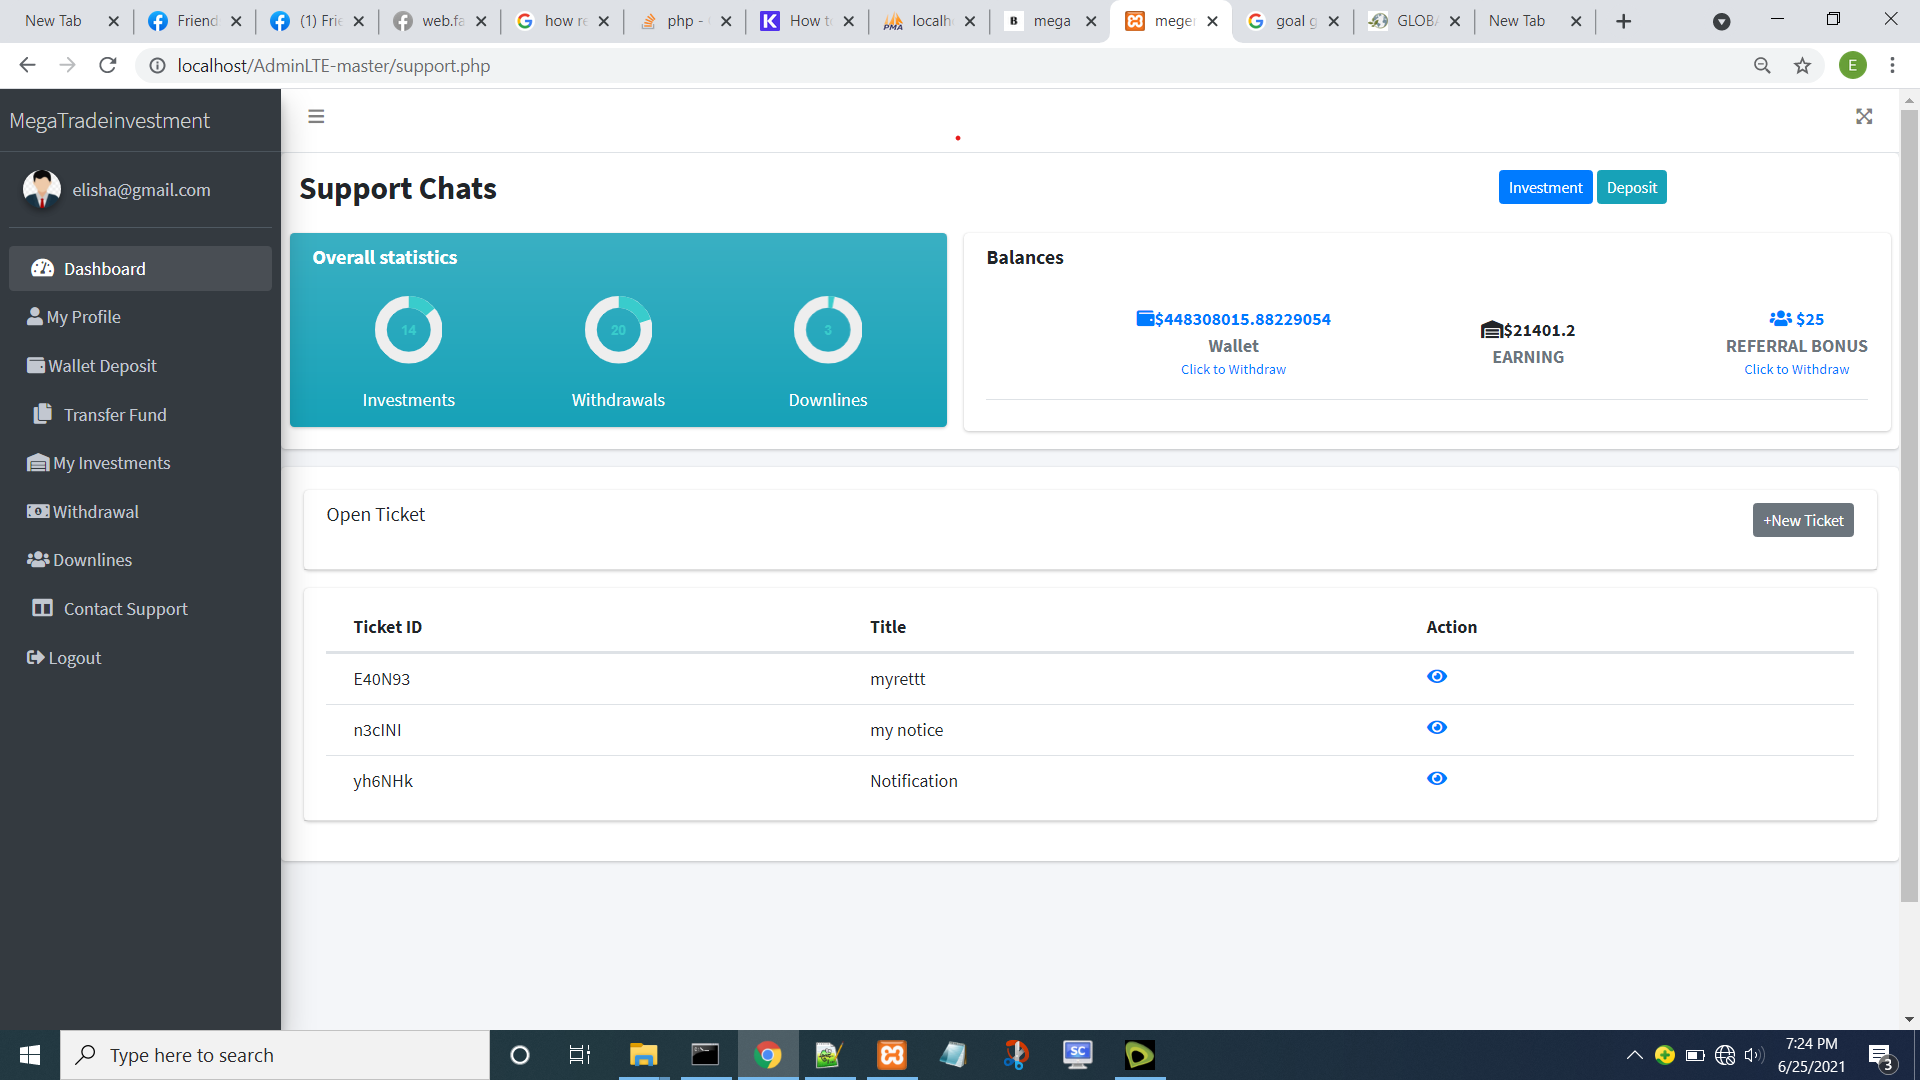 New Tab
Friend
(1) Frie
web.fa
how re
php -
How to
localh
mega
meger
goal g
GLOBA
New Tab
localhost/AdminLTE-master/support.php
E
MegaTradeinvestment
elisha@gmail.com
Dashboard
My Profile
Wallet Deposit
Transfer Fund
My Investments
Withdrawal
Downlines
Contact Support
Logout
Support Chats
Investment
Deposit
Overall statistics
14
20
3
Investments
Withdrawals
Downlines
Balances
$448308015.88229054
Wallet
Click to Withdraw
$21401.2
EARNING
$25
REFERRAL BONUS
Click to Withdraw
Open Ticket
+New Ticket
Ticket ID Title Action
E40N93 myrettt
n3cINI my notice
yh6NHk Notification
Type here to search
SC
7:24 PM
6/25/2021
3